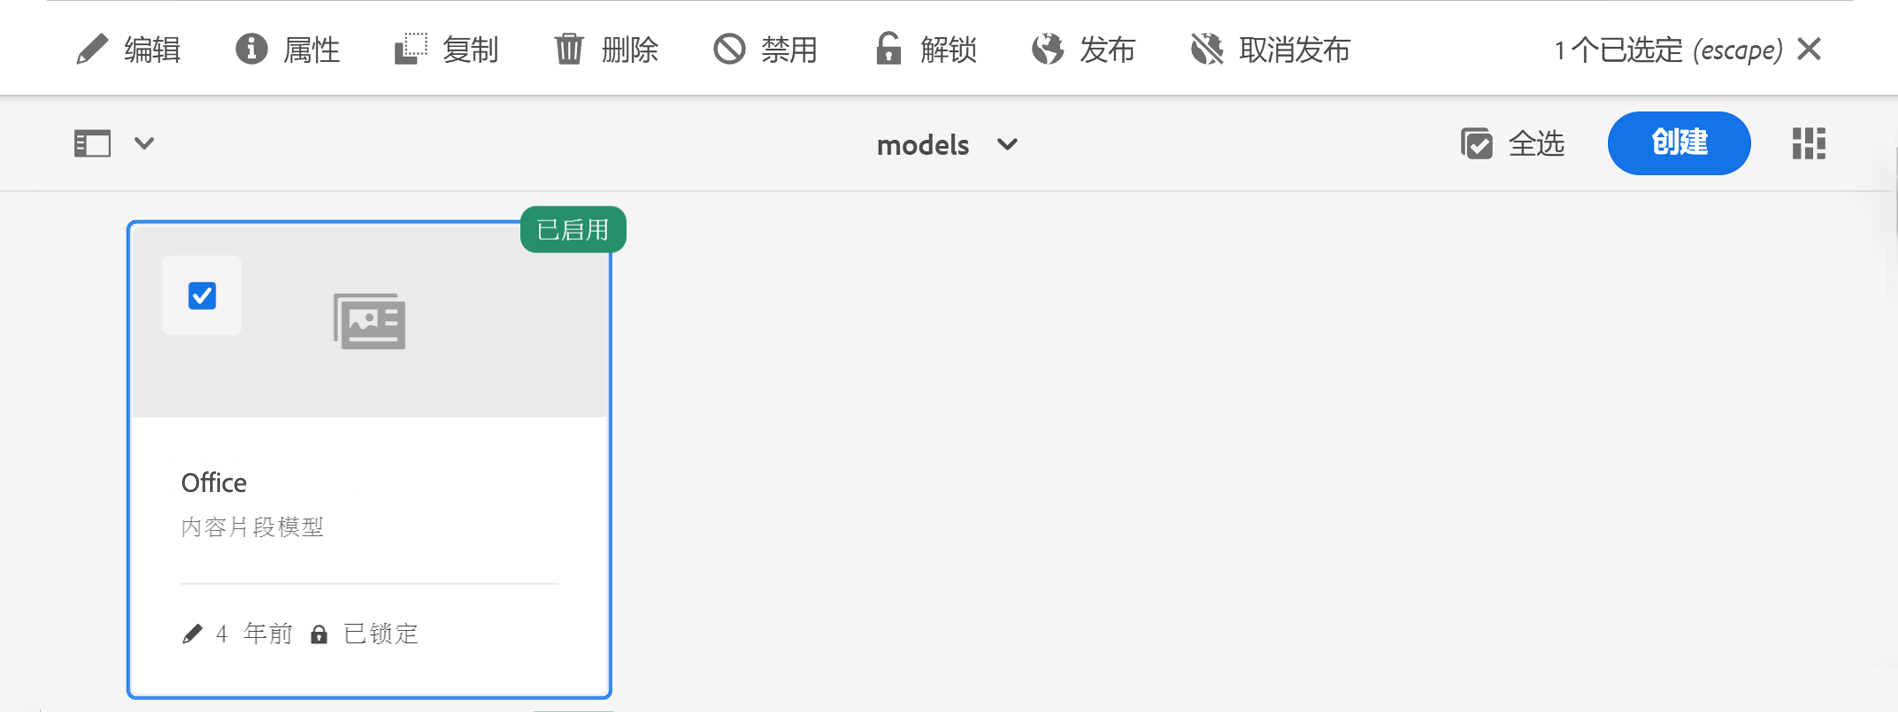 编辑 属性 复制 删除 禁用 解锁 发布 取消发布 1 个已选定 (escape)
models 全选 创建
已启用
Office
内容片段模型
4 年前 已锁定